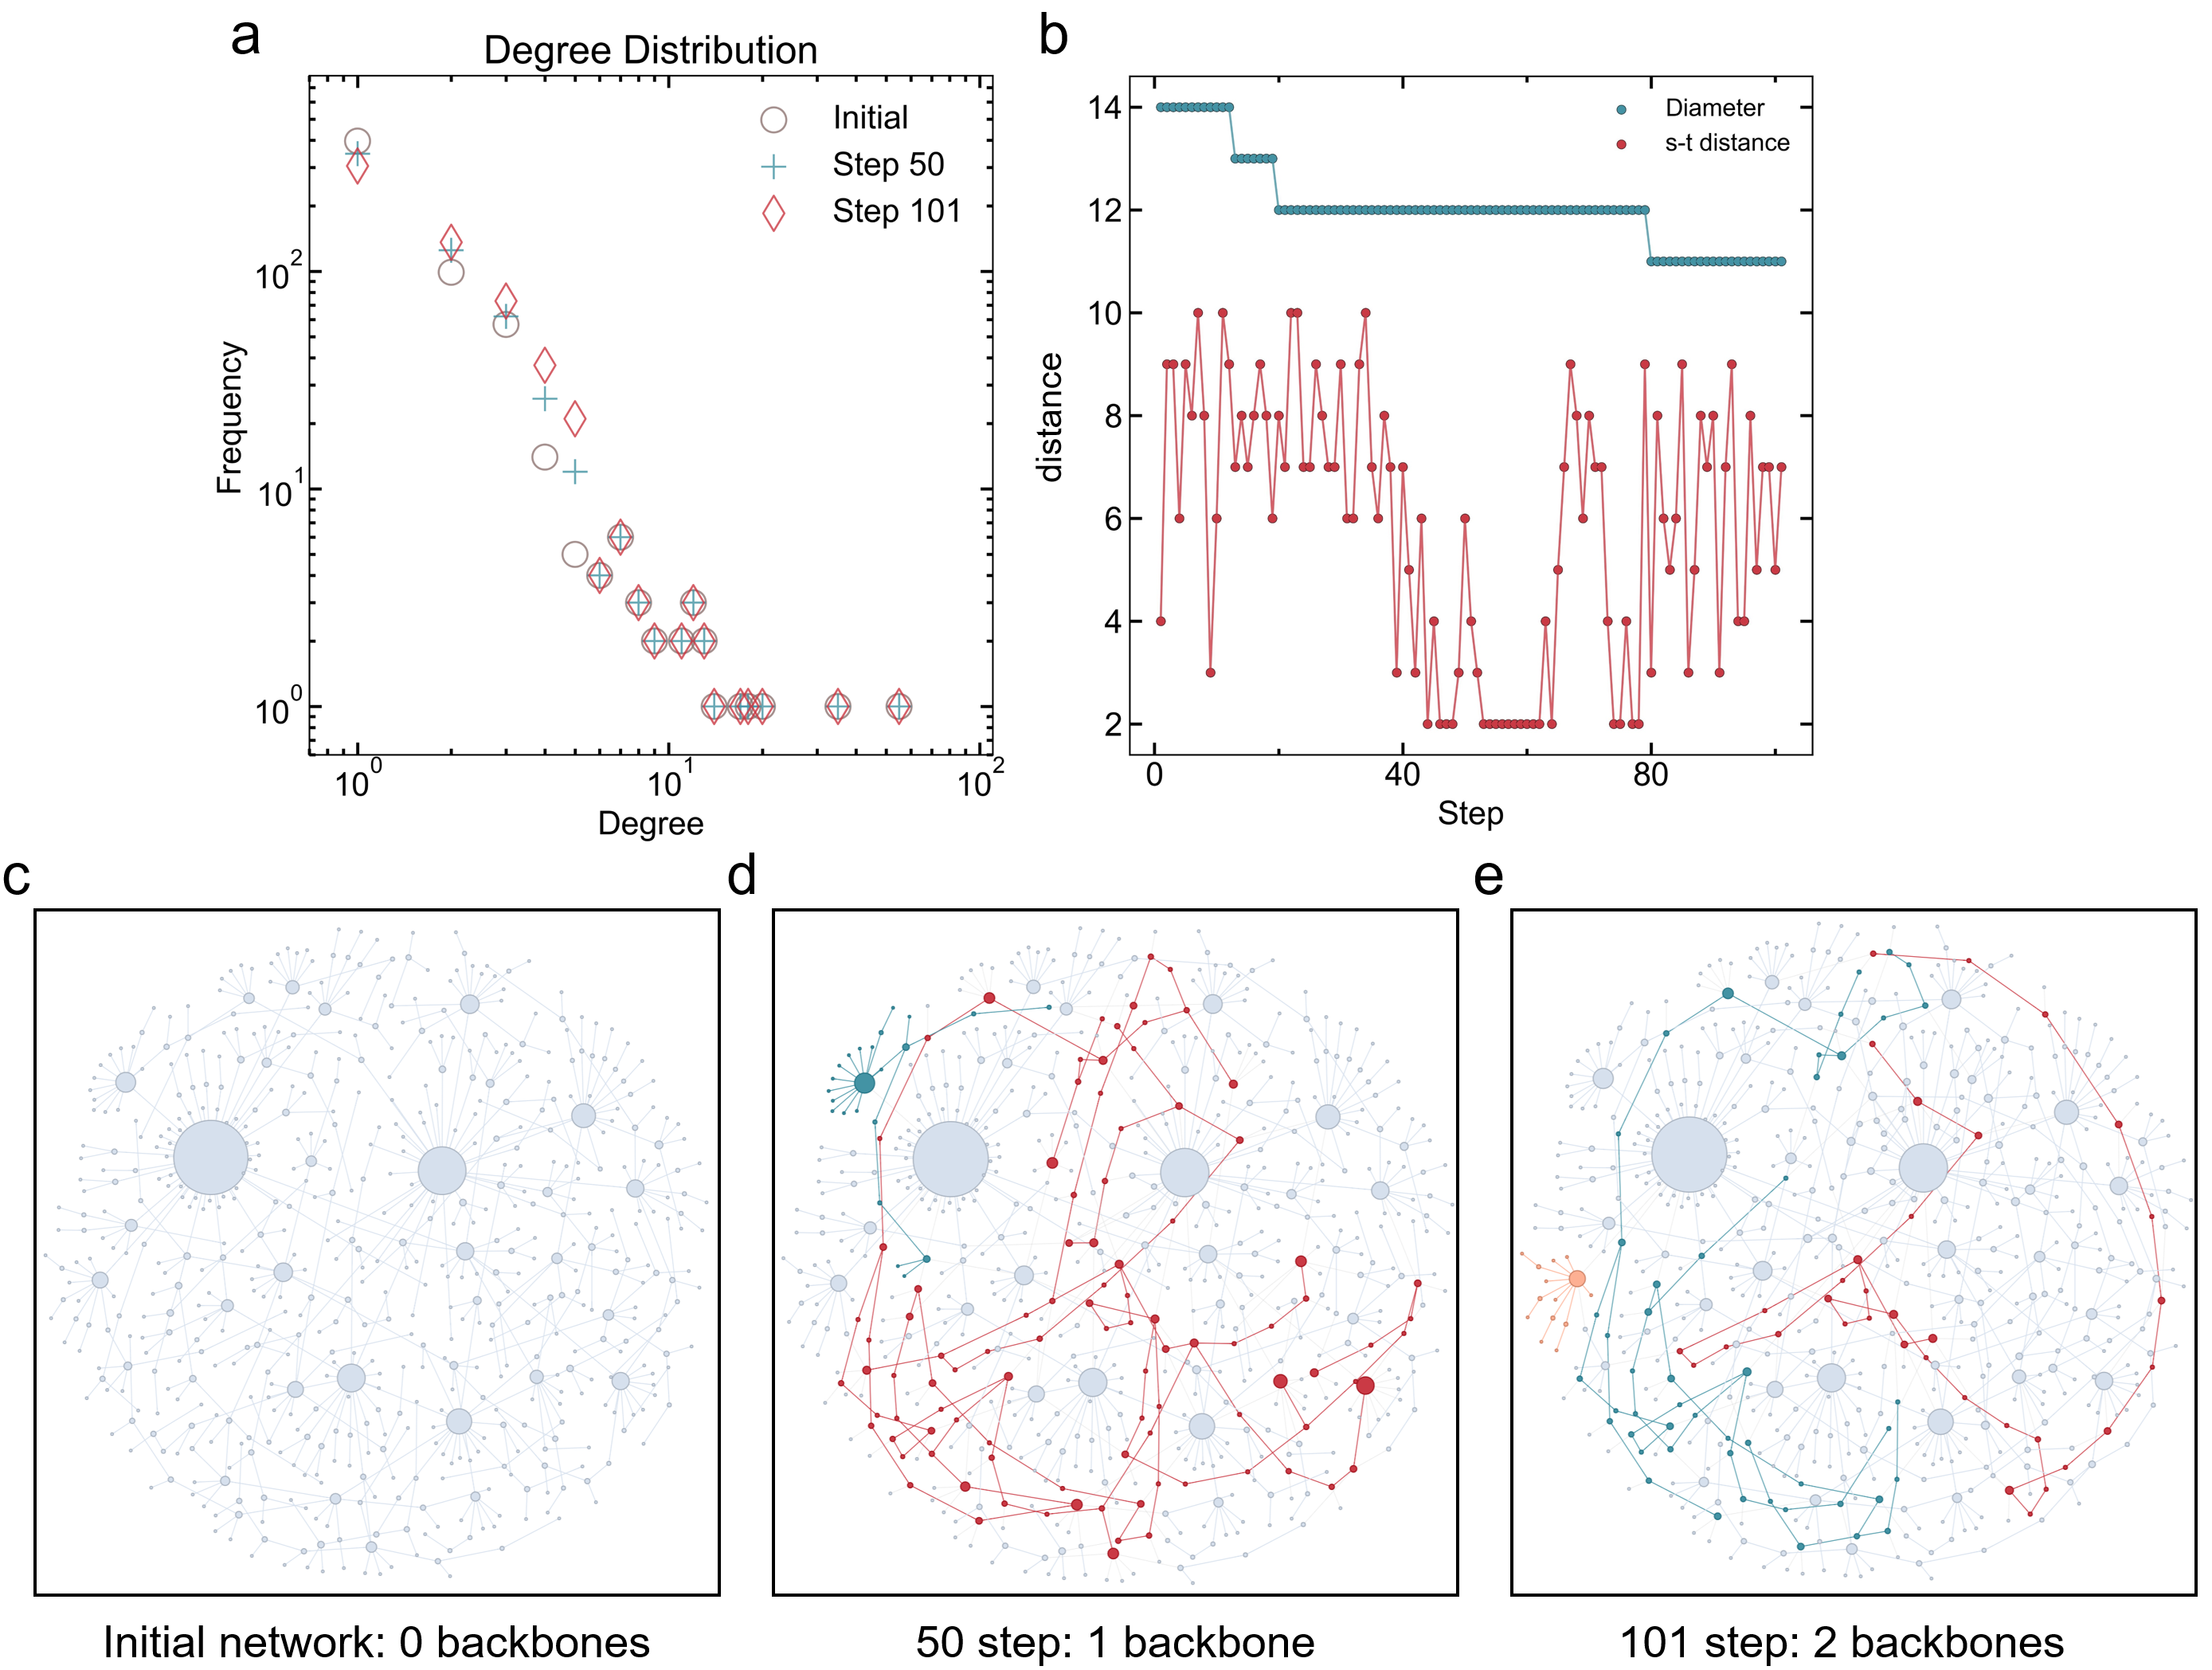 a
Degree Distribution
Initial
Step 50
Step 101
10^2
10^1
10^0
Frequency
10^0
10^1
10^2
Degree
b
Diameter
s-t distance
14
12
10
8
6
4
2
distance
0
40
80
Step
c
d
e
Initial network: 0 backbones
50 step: 1 backbone
101 step: 2 backbones